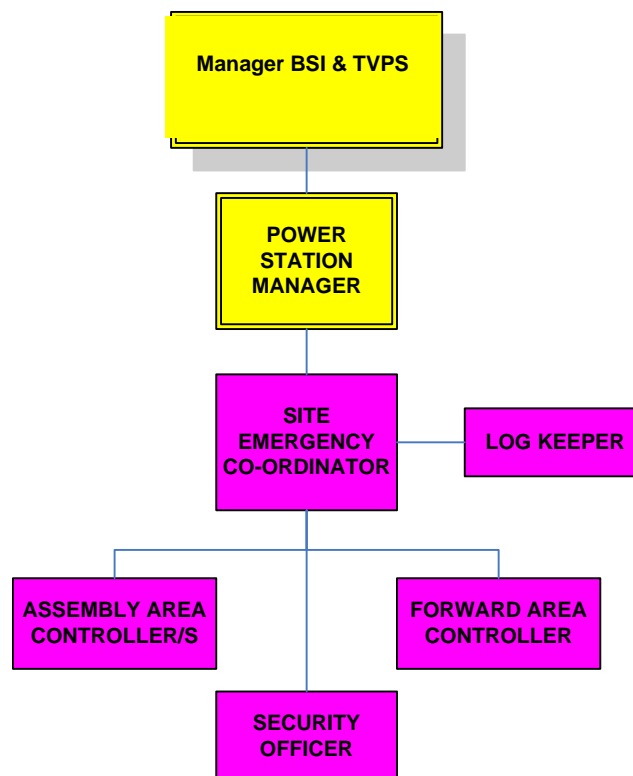 Manager BSI & TVPS
POWER
STATION
MANAGER
SITE
EMERGENCY
CO-ORDINATOR
LOG KEEPER
ASSEMBLY AREA
CONTROLLER/S
FORWARD AREA
CONTROLLER
SECURITY
OFFICER